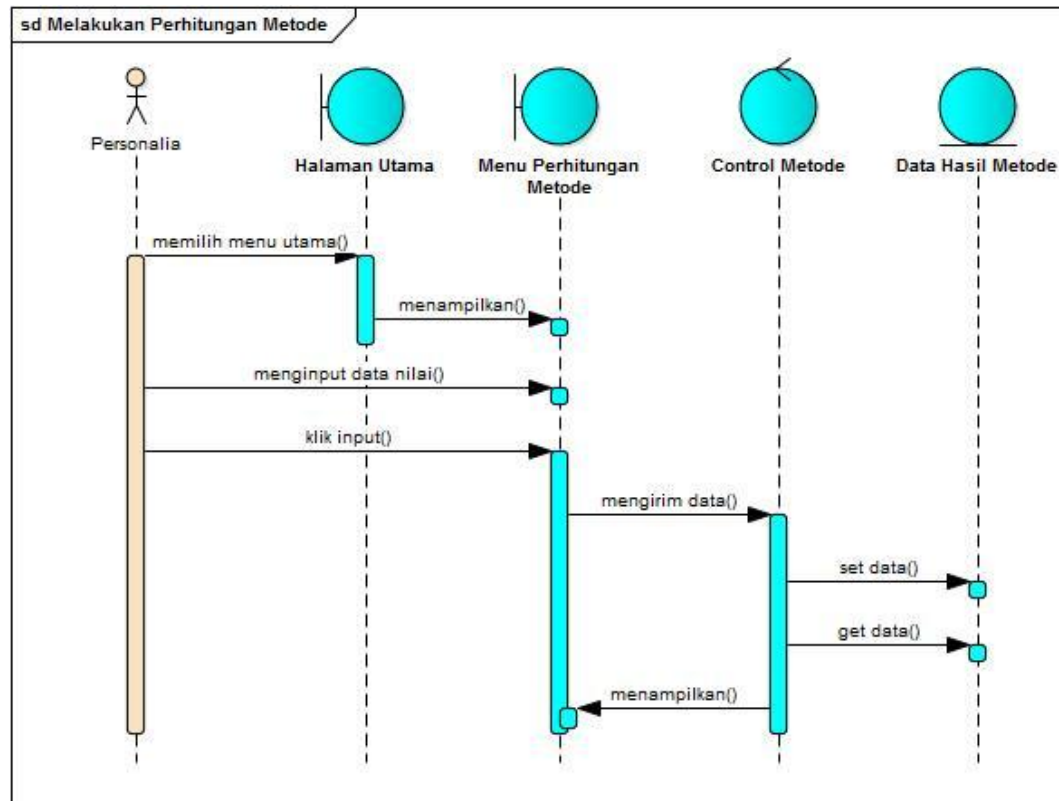 sd Melakukan Perhitungan Metode
Personalia
Halaman Utama
Menu Perhitungan
Metode
Control Metode
Data Hasil Metode
memilih menu utama()
menampilkan()
menginput data nilai()
klik input()
mengirim data()
set data()
get data()
menampilkan()